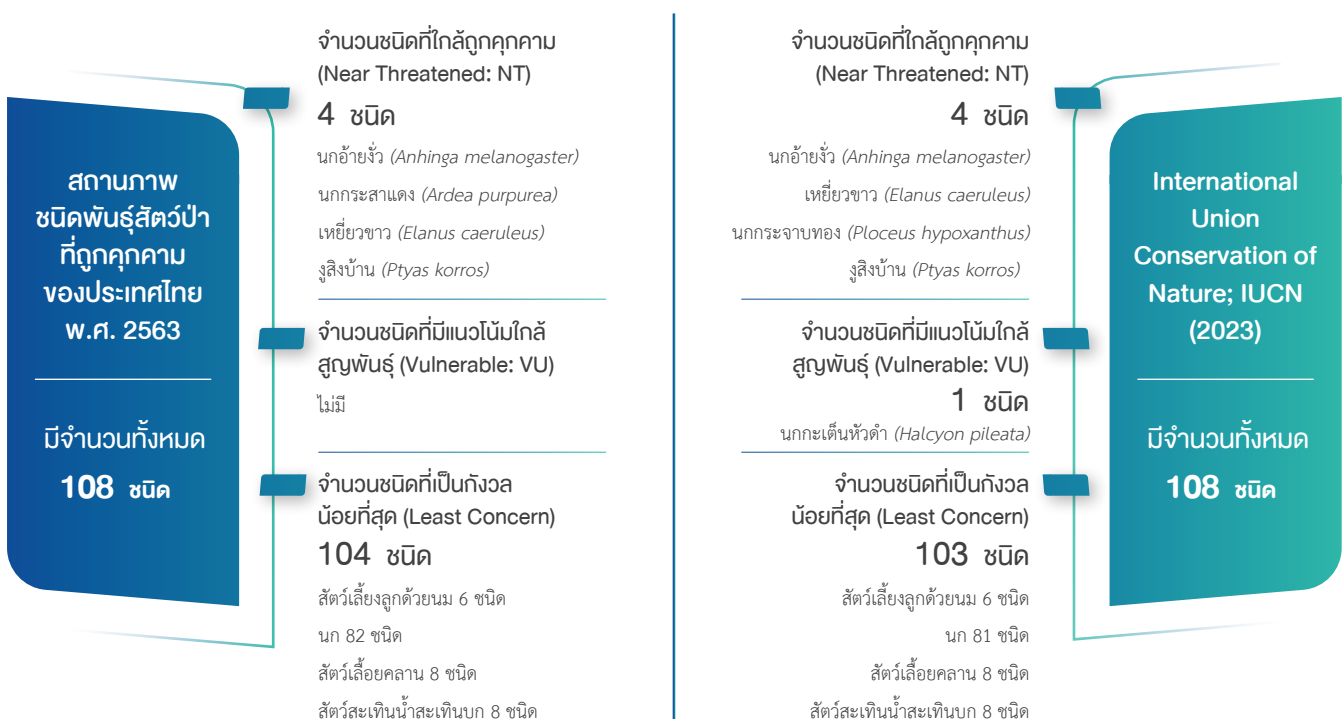 สถานภาพ
ชนิดพันธุ์สัตว์ป่า
ที่ถูกคุกคาม
ของประเทศไทย
พ.ศ. 2563
มีจำนวนทั้งหมด
108 ชนิด
จำนวนชนิดที่ใกล้ถูกคุกคาม
(Near Threatened: NT)
4 ชนิด
นกอ้ายงั่ว (Anhinga melanogaster)
นกกระสาแดง (Ardea purpurea)
เหยี่ยวขาว (Elanus caeruleus)
งูสิงบ้าน (Ptyas korros)
จำนวนชนิดที่มีแนวโน้มใกล้
สูญพันธุ์ (Vulnerable: VU)
ไม่มี
จำนวนชนิดที่เป็นกังวล
น้อยที่สุด (Least Concern)
104 ชนิด
สัตว์เลี้ยงลูกด้วยนม 6 ชนิด
นก 82 ชนิด
สัตว์เลื้อยคลาน 8 ชนิด
สัตว์สะเทินน้ำสะเทินบก 8 ชนิด
จำนวนชนิดที่ใกล้ถูกคุกคาม
(Near Threatened: NT)
4 ชนิด
นกอ้ายงั่ว (Anhinga melanogaster)
เหยี่ยวขาว (Elanus caeruleus)
นกกระจาบทอง (Ploceus hypoxanthus)
งูสิงบ้าน (Ptyas korros)
จำนวนชนิดที่มีแนวโน้มใกล้
สูญพันธุ์ (Vulnerable: VU)
1 ชนิด
นกกะเต็นหัวดำ (Halcyon pileata)
จำนวนชนิดที่เป็นกังวล
น้อยที่สุด (Least Concern)
103 ชนิด
สัตว์เลี้ยงลูกด้วยนม 6 ชนิด
นก 81 ชนิด
สัตว์เลื้อยคลาน 8 ชนิด
สัตว์สะเทินน้ำสะเทินบก 8 ชนิด
International
Union
Conservation of
Nature; IUCN
(2023)
มีจำนวนทั้งหมด
108 ชนิด